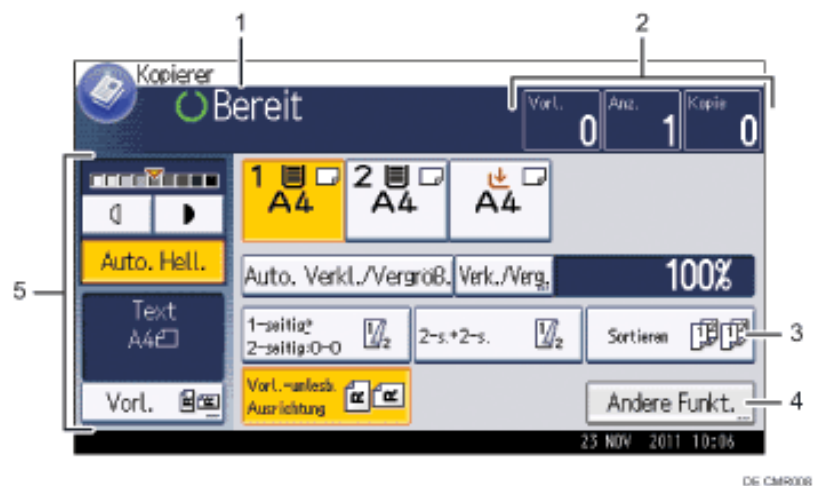 1
2
Kopierer
Bereit
Vorl. 0
Anz. 1
Kopie 0
1 A4
2 A4
A4
Auto. Hell.
Auto. Verkl./Vergröß.
Verk./Verg.
100%
5
Text
A4
1-seitig?
2-seitig:O-O
2-s.+2-s.
Sortieren
3
Vorl.
Vorl.-unlesb.
Ausrichtung
Andere Funkt.
4
23 NOV 2011 10:06
DE CMR008